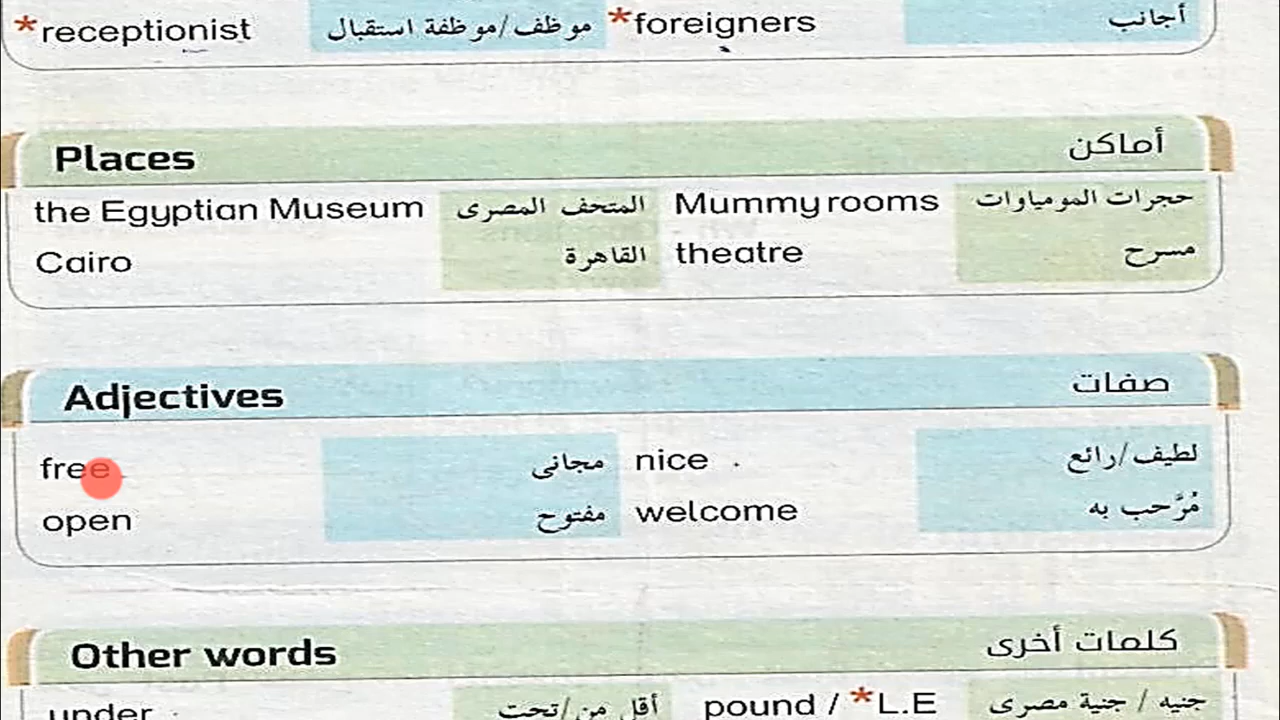 *receptionist موظف/موظفة استقبال *foreigners أجانب
Places أماكن
the Egyptian Museum المتحف المصرى Mummy rooms حجرات المومياوات
Cairo القاهرة theatre مسرح
Adjectives صفات
free مجانى nice لطيف/رائع
open مفتوح welcome مُرَّحب به
Other words كلمات أخرى
under أقل من/تحت pound / *L.E جنيه / جنية مصرى